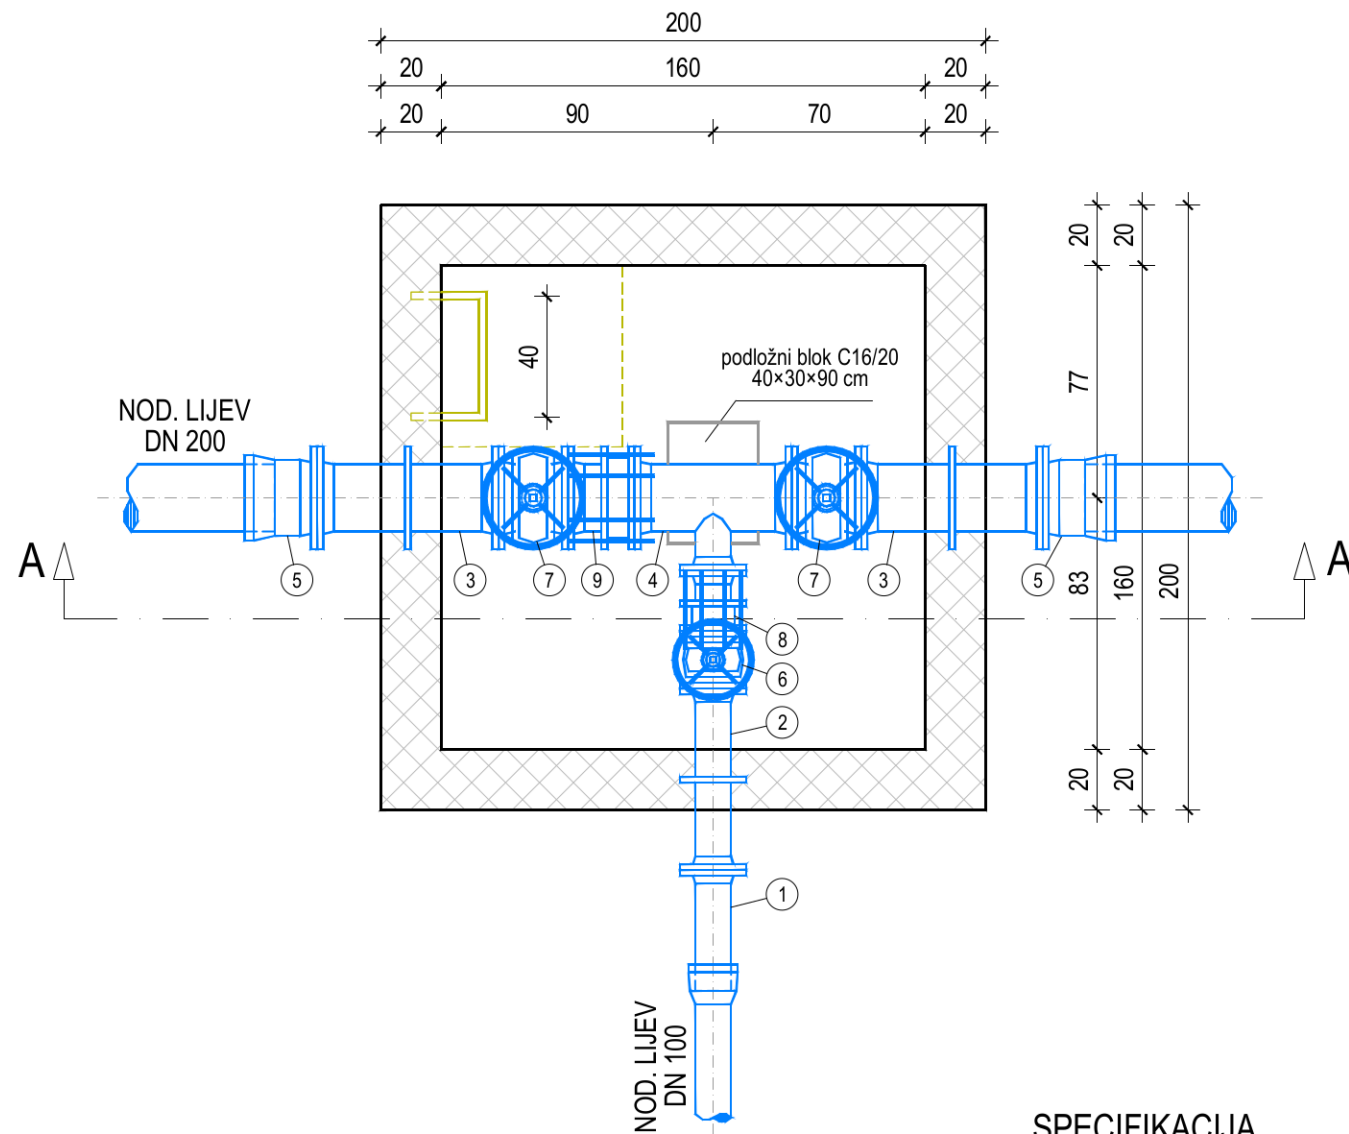 200
20 160 20
20 90 70 20
20 20
77
40
podložni blok C16/20
40×30×90 cm
NOD. LIJEV
DN 200
A A
5 3 7 9 4 7 3 5
83 160 200
8
6
2
20 20
1
NOD. LIJEV
DN 100
SPECIFIKACIJA